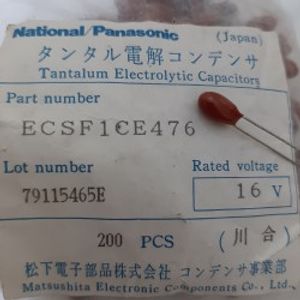 National/Panasonic (Japan)
タンタル電解コンデンサ
Tantalum Electrolytic Capacitors
Part number
ECSF1CE476
Lot number Rated voltage
79115465E 16 V
200 PCS (川合)
松下電子部品株式会社 コンデンサ事業部
Matsushita Electronic Components Co., Ltd.,